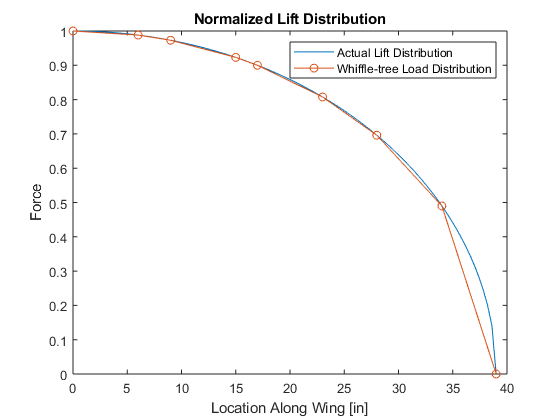 Normalized Lift Distribution
Actual Lift Distribution
Whiffle-tree Load Distribution
1
0.9
0.8
0.7
0.6
0.5
0.4
0.3
0.2
0.1
0
Force
0 5 10 15 20 25 30 35 40
Location Along Wing [in]